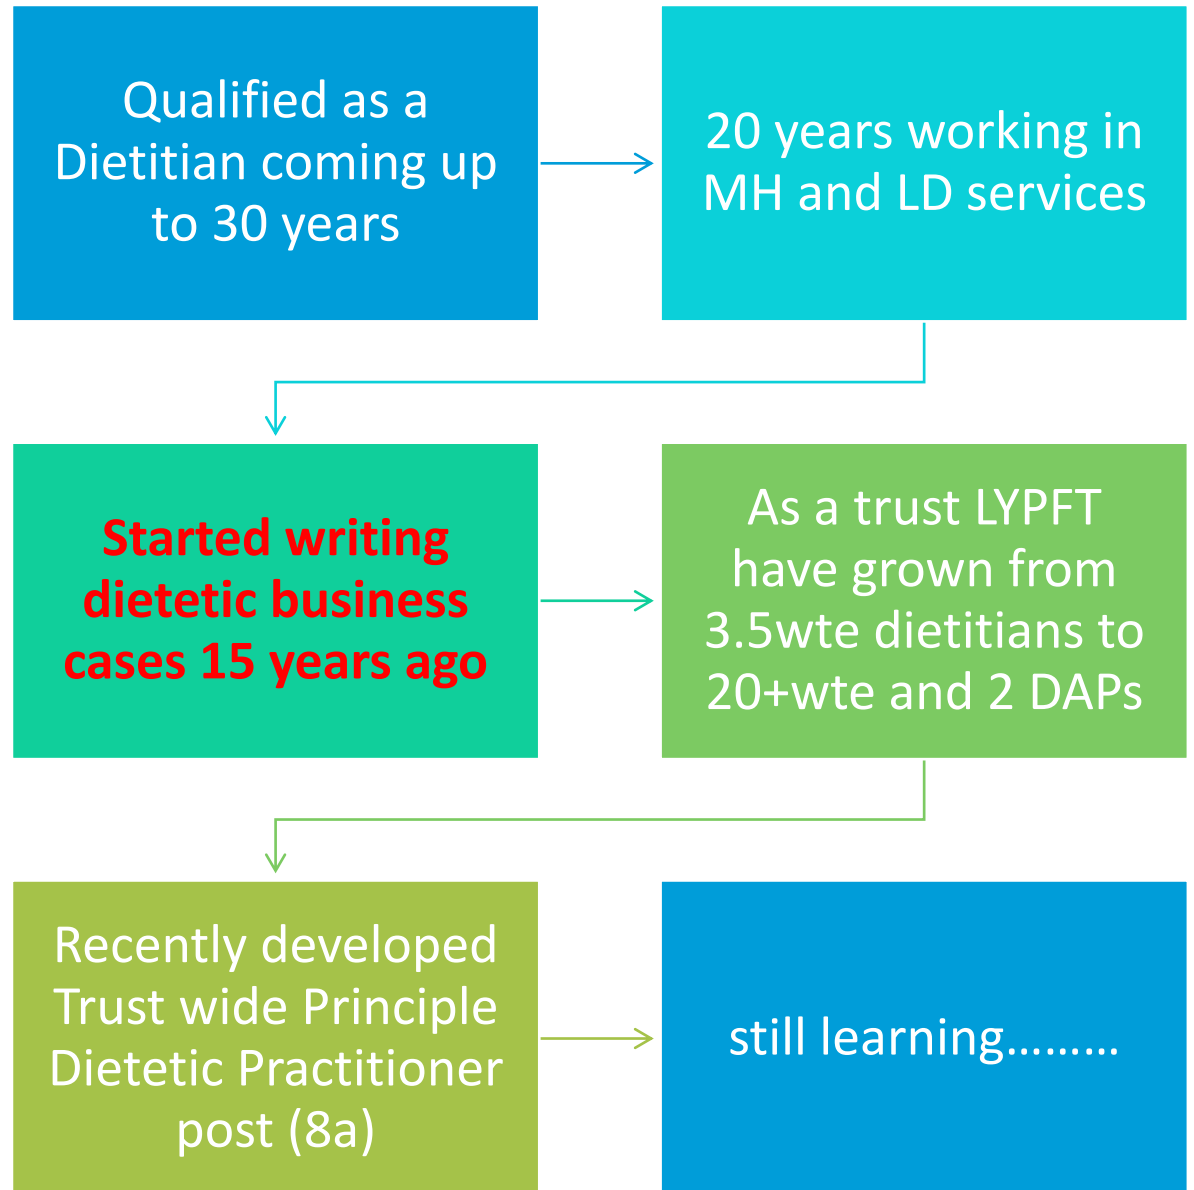 Qualified as a
Dietitian coming up
to 30 years
20 years working in
MH and LD services
Started writing
dietetic business
cases 15 years ago
As a trust LYPFT
have grown from
3.5wte dietitians to
20+wte and 2 DAPs
Recently developed
Trust wide Principle
Dietetic Practitioner
post (8a)
still learning.........